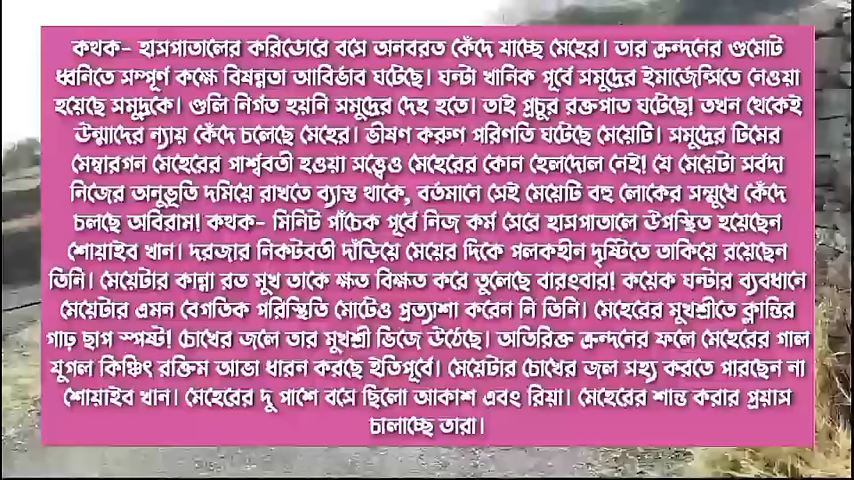 কথক- হাসপাতালের করিডোরে বসে অনবরত কেঁদে যাচ্ছে মেহের। তার ক্রন্দনের গুমোট
ধ্বনিতে সম্পূর্ণ কক্ষে বিষন্নতা আবির্ভাব ঘটেছে। ঘন্টা খানিক পূর্বে সমুদ্রের ইমার্জেন্সিতে নেওয়া
হয়েছে সমুদ্রকে। গুলি নির্গত হয়নি সমুদ্রের দেহ হতে। তাই প্রচুর রক্তপাত ঘটেছে! তখন থেকেই
উন্মাদের ন্যায় কেঁদে চলেছে মেহের। ভীষণ করুণ পরিণতি ঘটেছে মেয়েটি। সমুদ্রের টিমের
মেম্বারগন মেহেরের পার্শ্ববর্তী হওয়া সত্ত্বেও মেহেরের কোন হেলদোল নেই! যে মেয়েটা সর্বদা
নিজের অনুভূতি দমিয়ে রাখতে ব্যাস্ত থাকে, বর্তমানে সেই মেয়েটি বহু লোকের সম্মুখে কেঁদে
চলছে অবিরাম! কথক- মিনিট পাঁচেক পূর্বে নিজ কর্ম সেরে হাসপাতালে উপস্থিত হয়েছেন
শোয়াইব খান। দরজার নিকটবর্তী দাঁড়িয়ে মেয়ের দিকে পলকহীন দৃষ্টিতে তাকিয়ে রয়েছেন
তিনি। মেয়েটার কান্না রত মুখ তাকে ক্ষত বিক্ষত করে তুলেছে বারংবার! কয়েক ঘন্টার ব্যবধানে
মেয়েটার এমন বেগতিক পরিস্থিতি মোটেও প্রত্যাশা করেন নি তিনি। মেহেরের মুখশ্রীতে ক্লান্তির
গাঢ় ছাপ স্পষ্ট! চোখের জলে তার মুখশ্রী ভিজে উঠেছে। অতিরিক্ত ক্রন্দনের ফলে মেহেরের গাল
যুগল কিঞ্চিৎ রক্তিম আভা ধারন করছে ইতিপূর্বে। মেয়েটার চোখের জল সহ্য করতে পারছেন না
শোয়াইব খান। মেহেরের দু পাশে বসে ছিলো আকাশ এবং রিয়া। মেহেরের শান্ত করার প্রয়াস
চালাচ্ছে তারা।